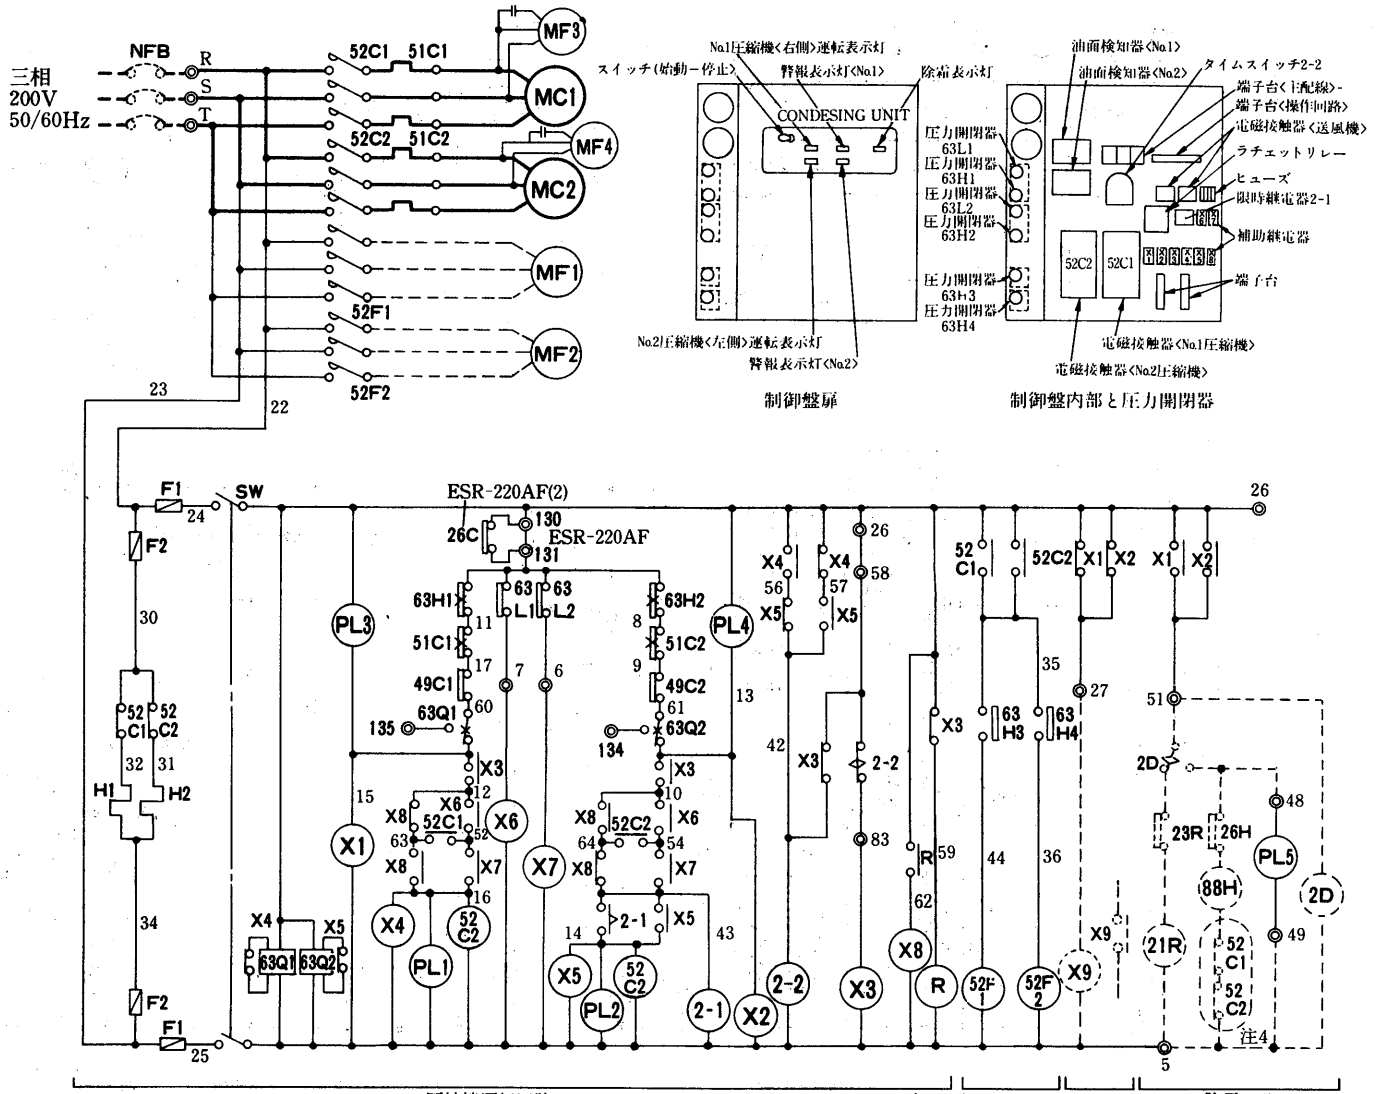 NFB
三相
200V
50/60Hz
R
S
T
52C1
51C1
52C2
51C2
MF3
MC1
MF4
MC2
MF1
52F1
MF2
52F2
23
22
No.1圧縮機<右側>運転表示灯
スイッチ(始動－停止)
警報表示灯<No.1>
除霜表示灯
CONDESING UNIT
No.2圧縮機<左側>運転表示灯
警報表示灯<No.2>
制御盤扉
油面検知器<No.1>
油面検知器<No.2>
タイムスイッチ2-2
端子台<主配線>
端子台<操作回路>
電磁接触器<送風機>
ラチェットリレー
ヒューズ
限時継電器2-1
補助継電器
端子台
圧力開閉器
63L1
圧力開閉器
63H1
圧力開閉器
63L2
圧力開閉器
63H2
圧力開閉器
63H3
圧力開閉器
63H4
52C2
52C1
電磁接触器<No.1圧縮機>
電磁接触器<No.2圧縮機>
制御盤内部と圧力開閉器
F1
24
SW
ESR-220AF(2)
26C
130
131
ESR-220AF
26
F2
30
52
C1
52
C2
32
31
H1
H2
34
F2
F1
25
X4
63Q1
63Q2
X5
PL3
15
X1
63H1
11
51C1
17
49C1
60
63Q1
135
X3
12
X8
X6
52C1
63
52
X8
X7
16
X4
PL1
52
C2
63
L1
7
X6
63
L2
6
X7
63H2
8
51C2
9
49C2
61
63Q2
134
X3
10
X8
X6
52C2
64
54
X8
X7
2-1
X5
14
43
X5
PL2
52
C2
2-1
PL4
13
X2
X4
X4
56
57
X5
X5
42
2-2
26
58
X3
2-2
83
X3
X3
R
59
62
X8
R
52
C1
52C2
35
63
H3
63
H4
44
36
52F
1
52F
2
X1
X2
27
X9
X9
X1
X2
51
2D
23R
26H
48
PL5
88H
2D
49
21R
52
C1
52
C2
注4
5